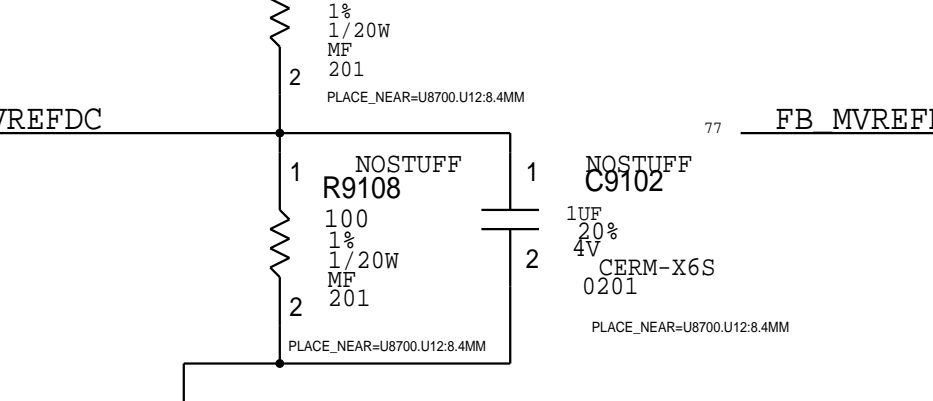 1%
1/20W
MF
201
2
PLACE_NEAR=U8700.U12:8.4MM
VREFDC
77
FB_MVREF
1
NOSTUFF
R9108
100
1%
1/20W
MF
201
2
PLACE_NEAR=U8700.U12:8.4MM
1
NOSTUFF
C9102
1UF
20%
4V
2
CERM-X6S
0201
PLACE_NEAR=U8700.U12:8.4MM